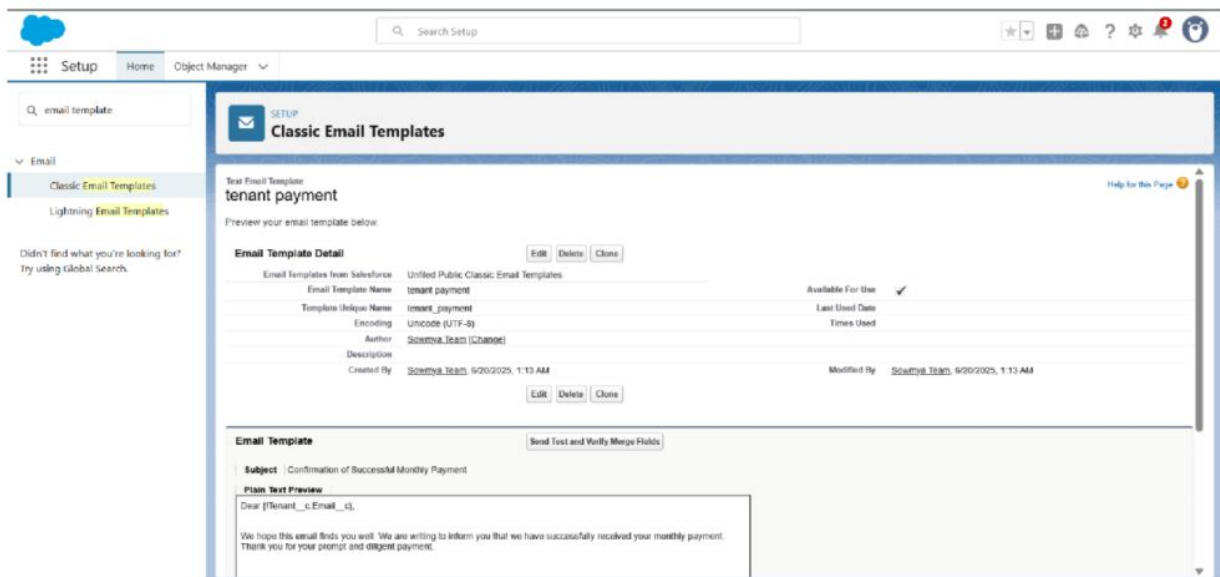 Search Setup
2
Setup
Home
Object Manager
email template
Email
Classic Email Templates
Lightning Email Templates
Didn't find what you're looking for?
Try using Global Search.
SETUP
Classic Email Templates
Text Email Template
tenant payment
Help for this Page
Preview your email template below.
Email Template Detail
Edit Delete Clone
Email Templates from Salesforce Unfiled Public Classic Email Templates
Email Template Name tenant payment Available For Use
Template Unique Name tenant_payment Last Used Date
Encoding Unicode (UTF-8) Times Used
Author Sowmya Team [Change]
Description
Created By Sowmya Team, 6/20/2025, 1:13 AM Modified By Sowmya Team, 6/20/2025, 1:13 AM
Edit Delete Clone
Email Template Send Test and Verify Merge Fields
Subject Confirmation of Successful Monthly Payment
Plain Text Preview
Dear {!Tenant__c.Email__c},
We hope this email finds you well. We are writing to inform you that we have successfully received your monthly payment.
Thank you for your prompt and diligent payment.